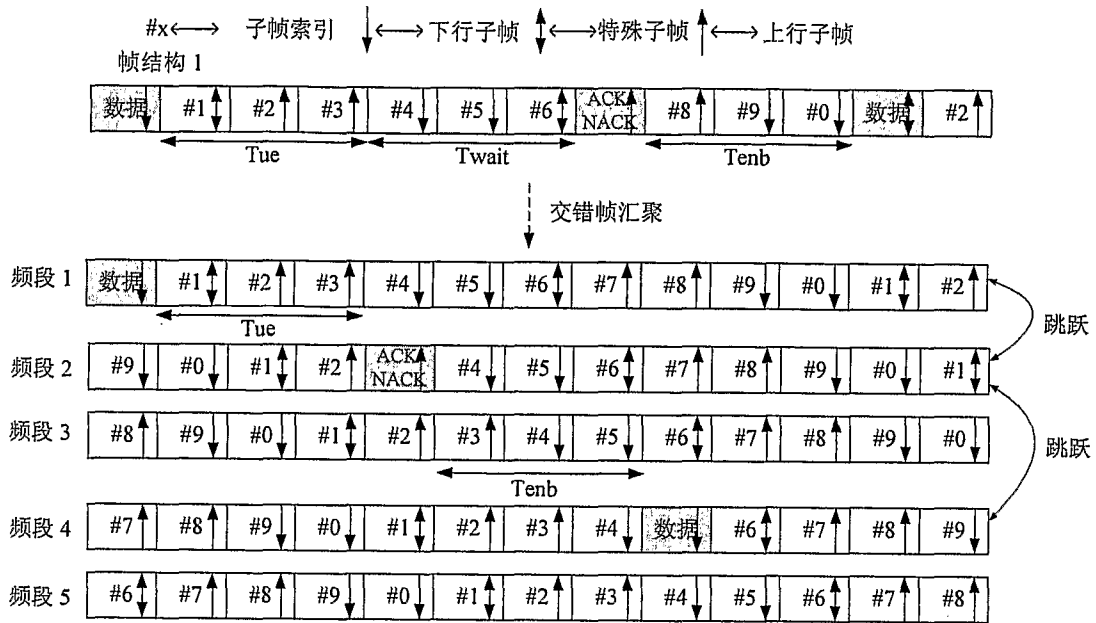 #x 子帧索引 下行子帧 特殊子帧 上行子帧
帧结构 1
数据 #1 #2 #3 #4 #5 #6 ACK NACK #8 #9 #0 数据 #2
Tue Twait Tenb
交错帧汇聚
频段 1 数据 #1 #2 #3 #4 #5 #6 #7 #8 #9 #0 #1 #2
Tue
跳跃
频段 2 #9 #0 #1 #2 ACK NACK #4 #5 #6 #7 #8 #9 #0 #1
频段 3 #8 #9 #0 #1 #2 #3 #4 #5 #6 #7 #8 #9 #0
跳跃
Tenb
频段 4 #7 #8 #9 #0 #1 #2 #3 #4 数据 #6 #7 #8 #9
频段 5 #6 #7 #8 #9 #0 #1 #2 #3 #4 #5 #6 #7 #8